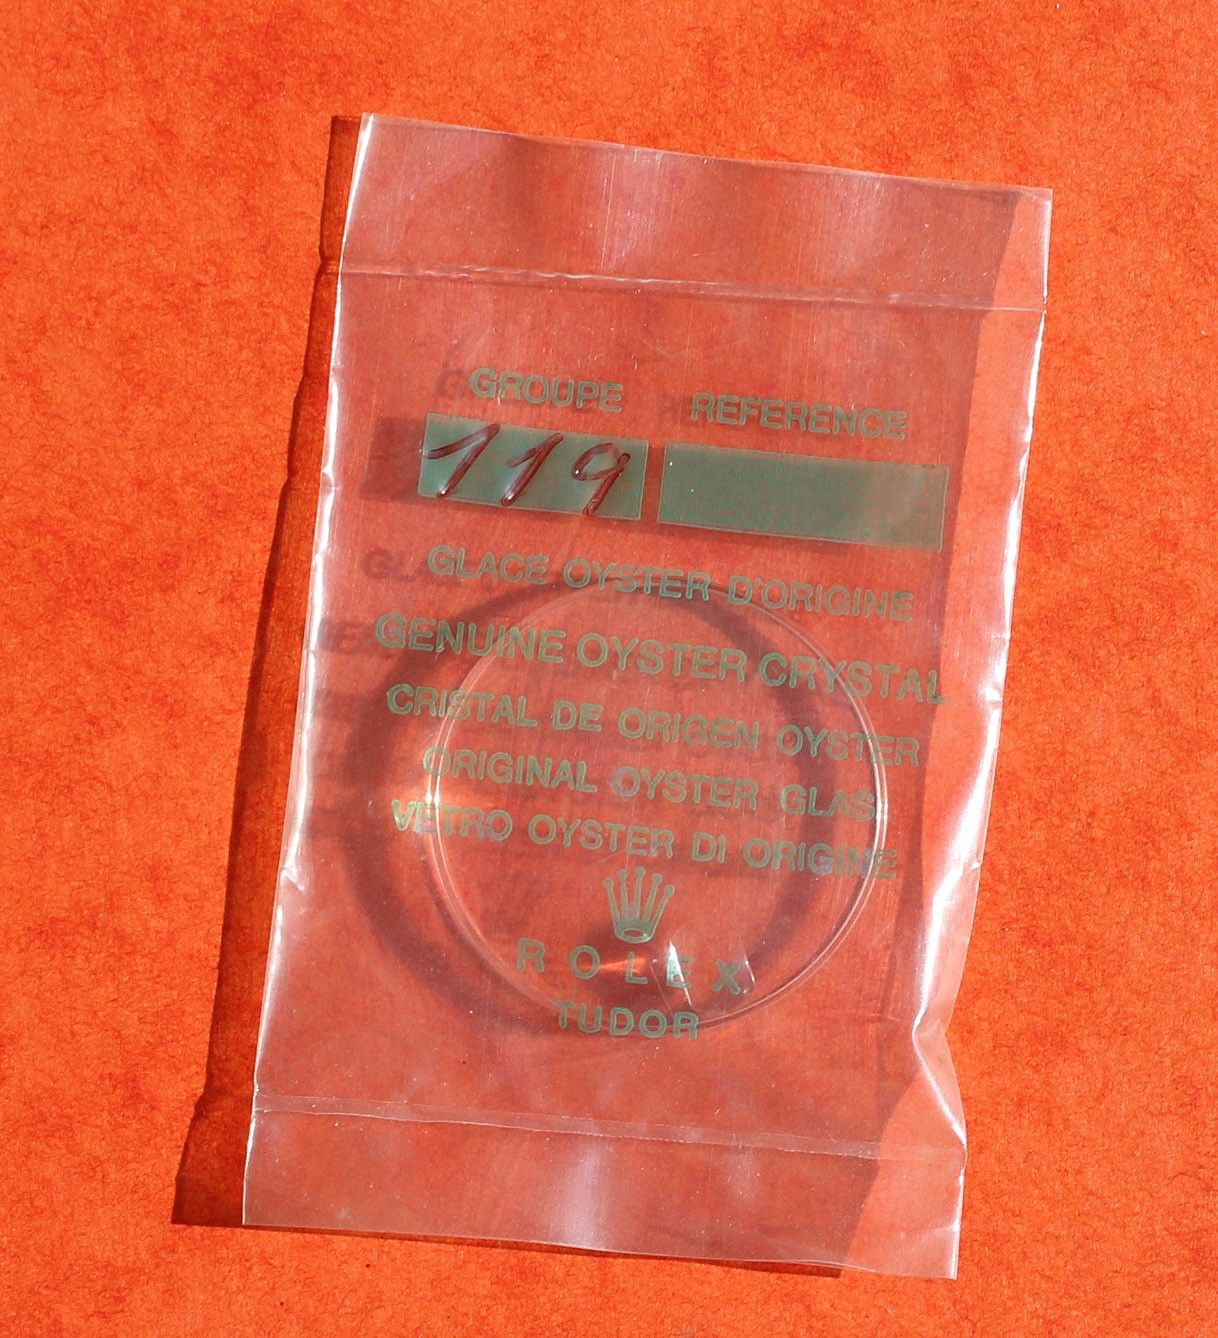 GROUPE REFERENCE
119
GLACE OYSTER D'ORIGINE
GENUINE OYSTER CRYSTAL
CRISTAL DE ORIGEN OYSTER
ORIGINAL OYSTER GLAS
VETRO OYSTER DI ORIGINE
ROLEX
TUDOR